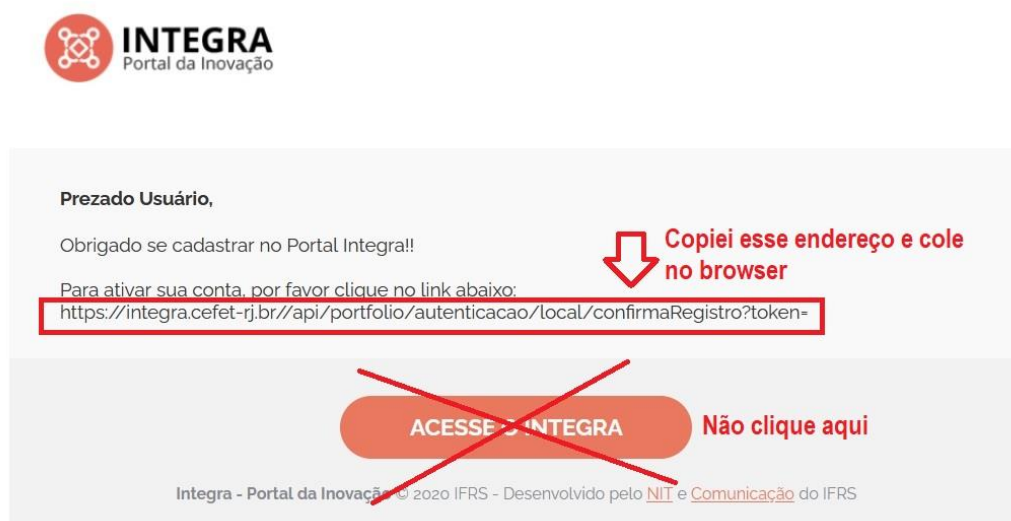 INTEGRA
Portal da Inovação
Prezado Usuário,
Obrigado se cadastrar no Portal Integra!!
Copiei esse endereço e cole
no browser
Para ativar sua conta, por favor clique no link abaixo:
https://integra.cefet-rj.br//api/portfolio/autenticacao/local/confirmaRegistro?token=
ACESSE O INTEGRA
Não clique aqui
Integra - Portal da Inovação © 2020 IFRS - Desenvolvido pelo NIT e Comunicação do IFRS